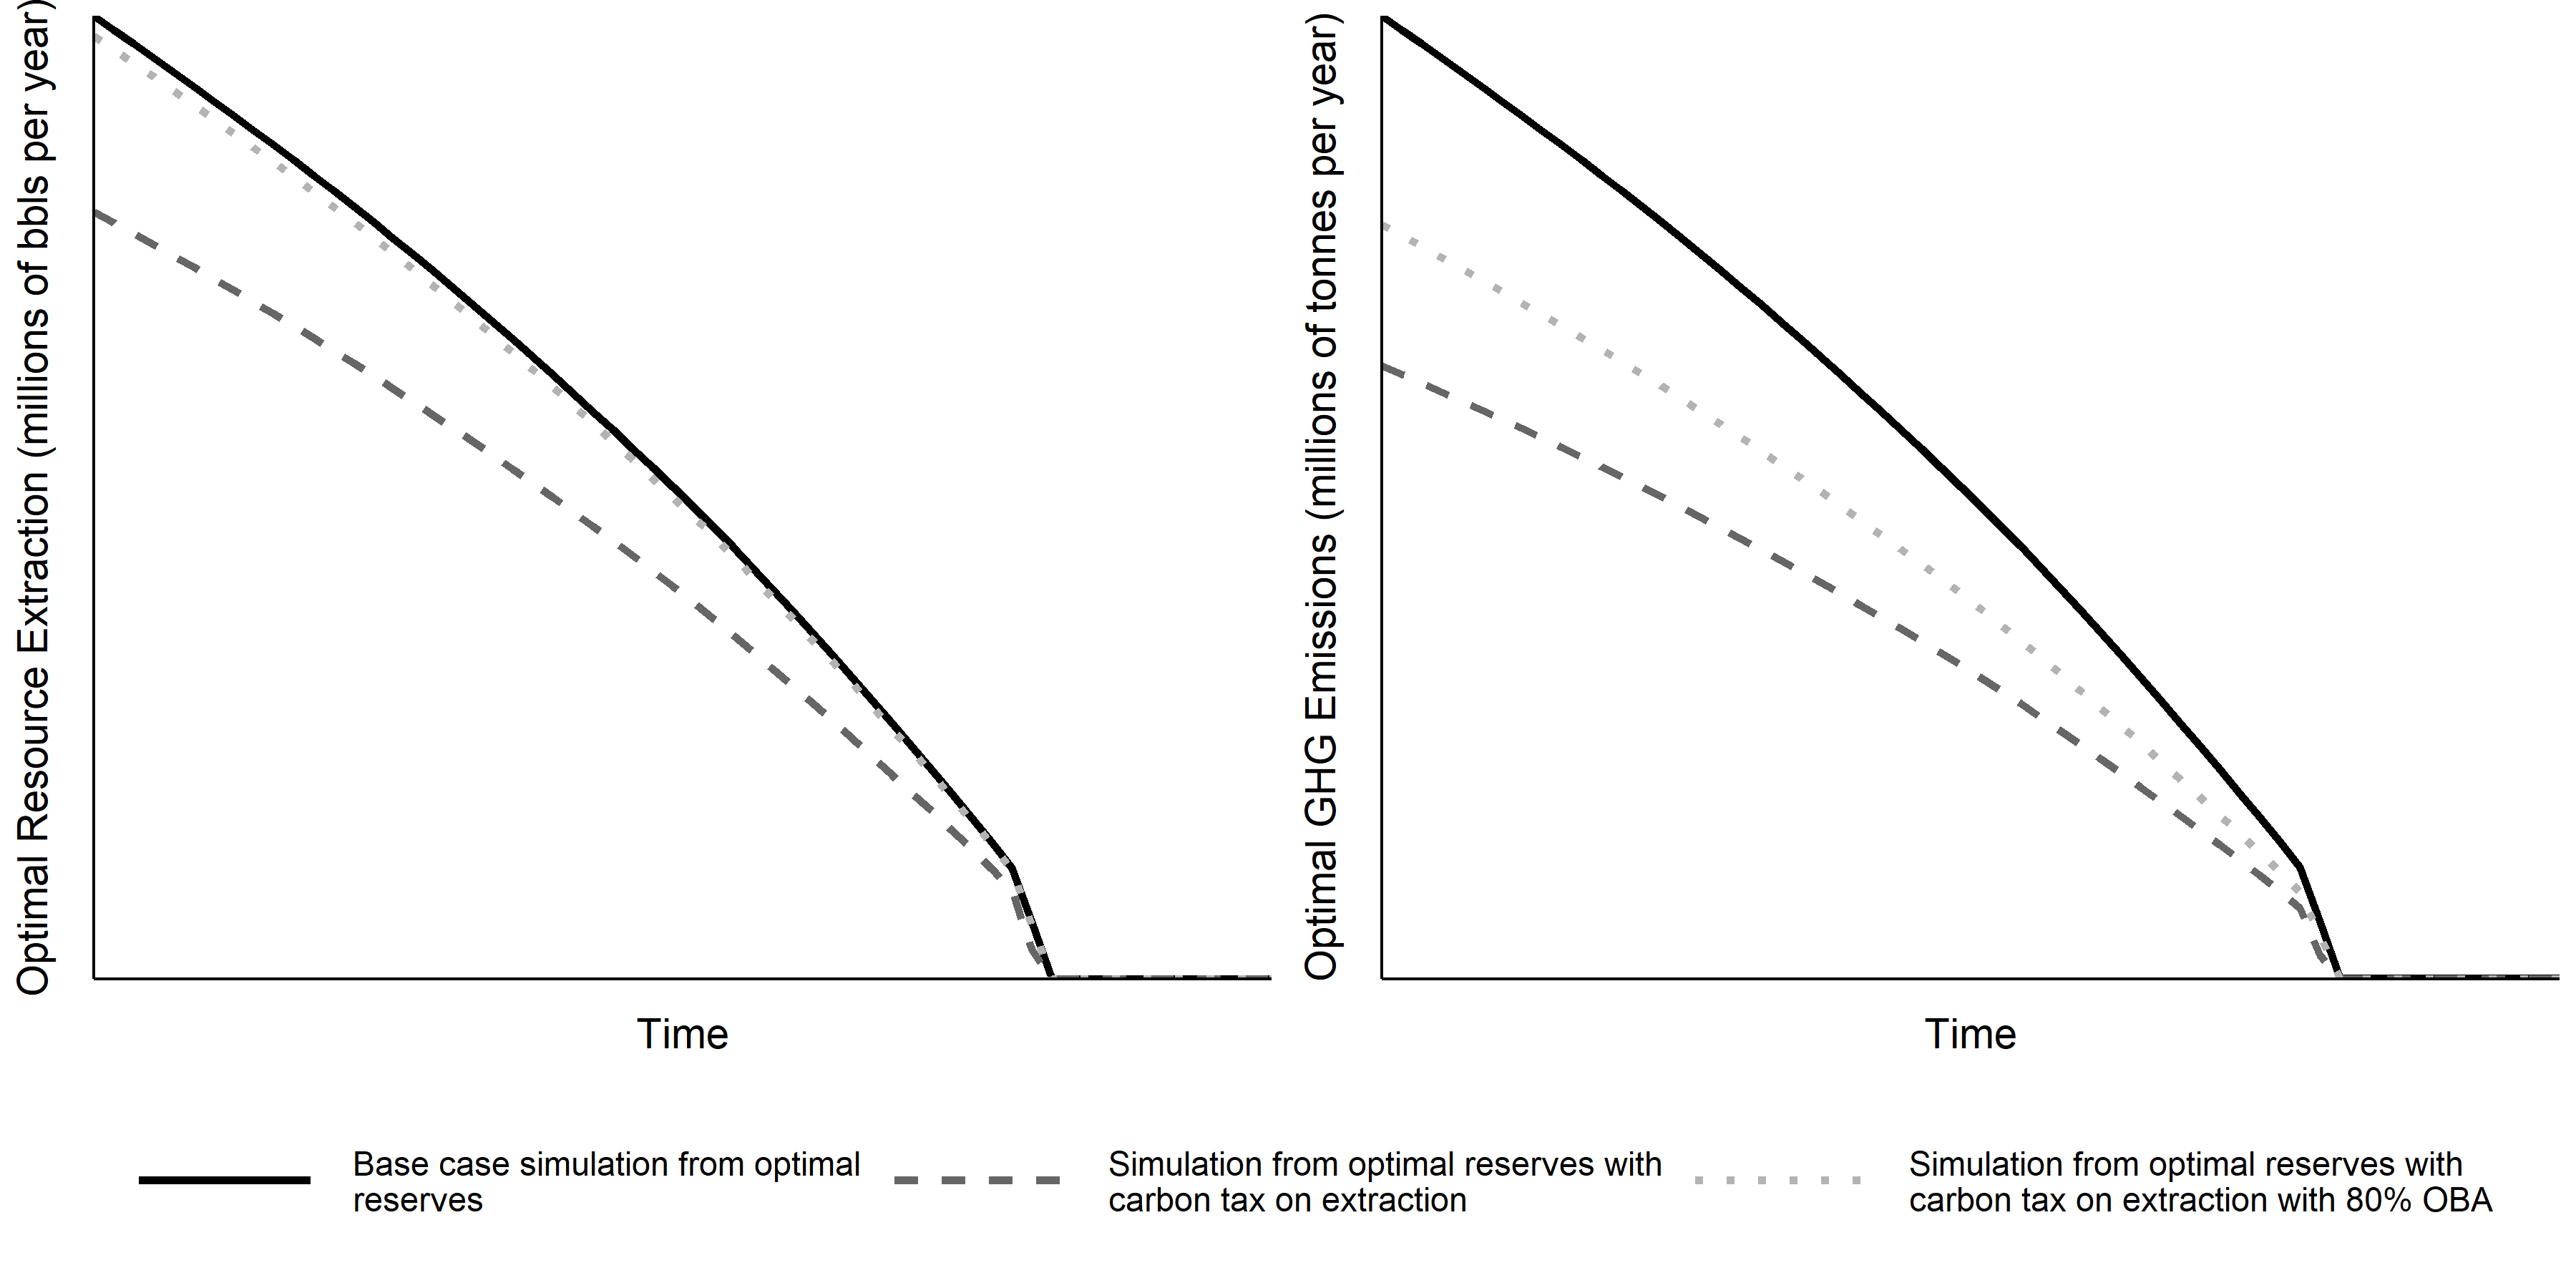 Optimal Resource Extraction (millions of bbls per year)
Time
Optimal GHG Emissions (millions of tonnes per year)
Time
Base case simulation from optimal
reserves
Simulation from optimal reserves with
carbon tax on extraction
Simulation from optimal reserves with
carbon tax on extraction with 80% OBA